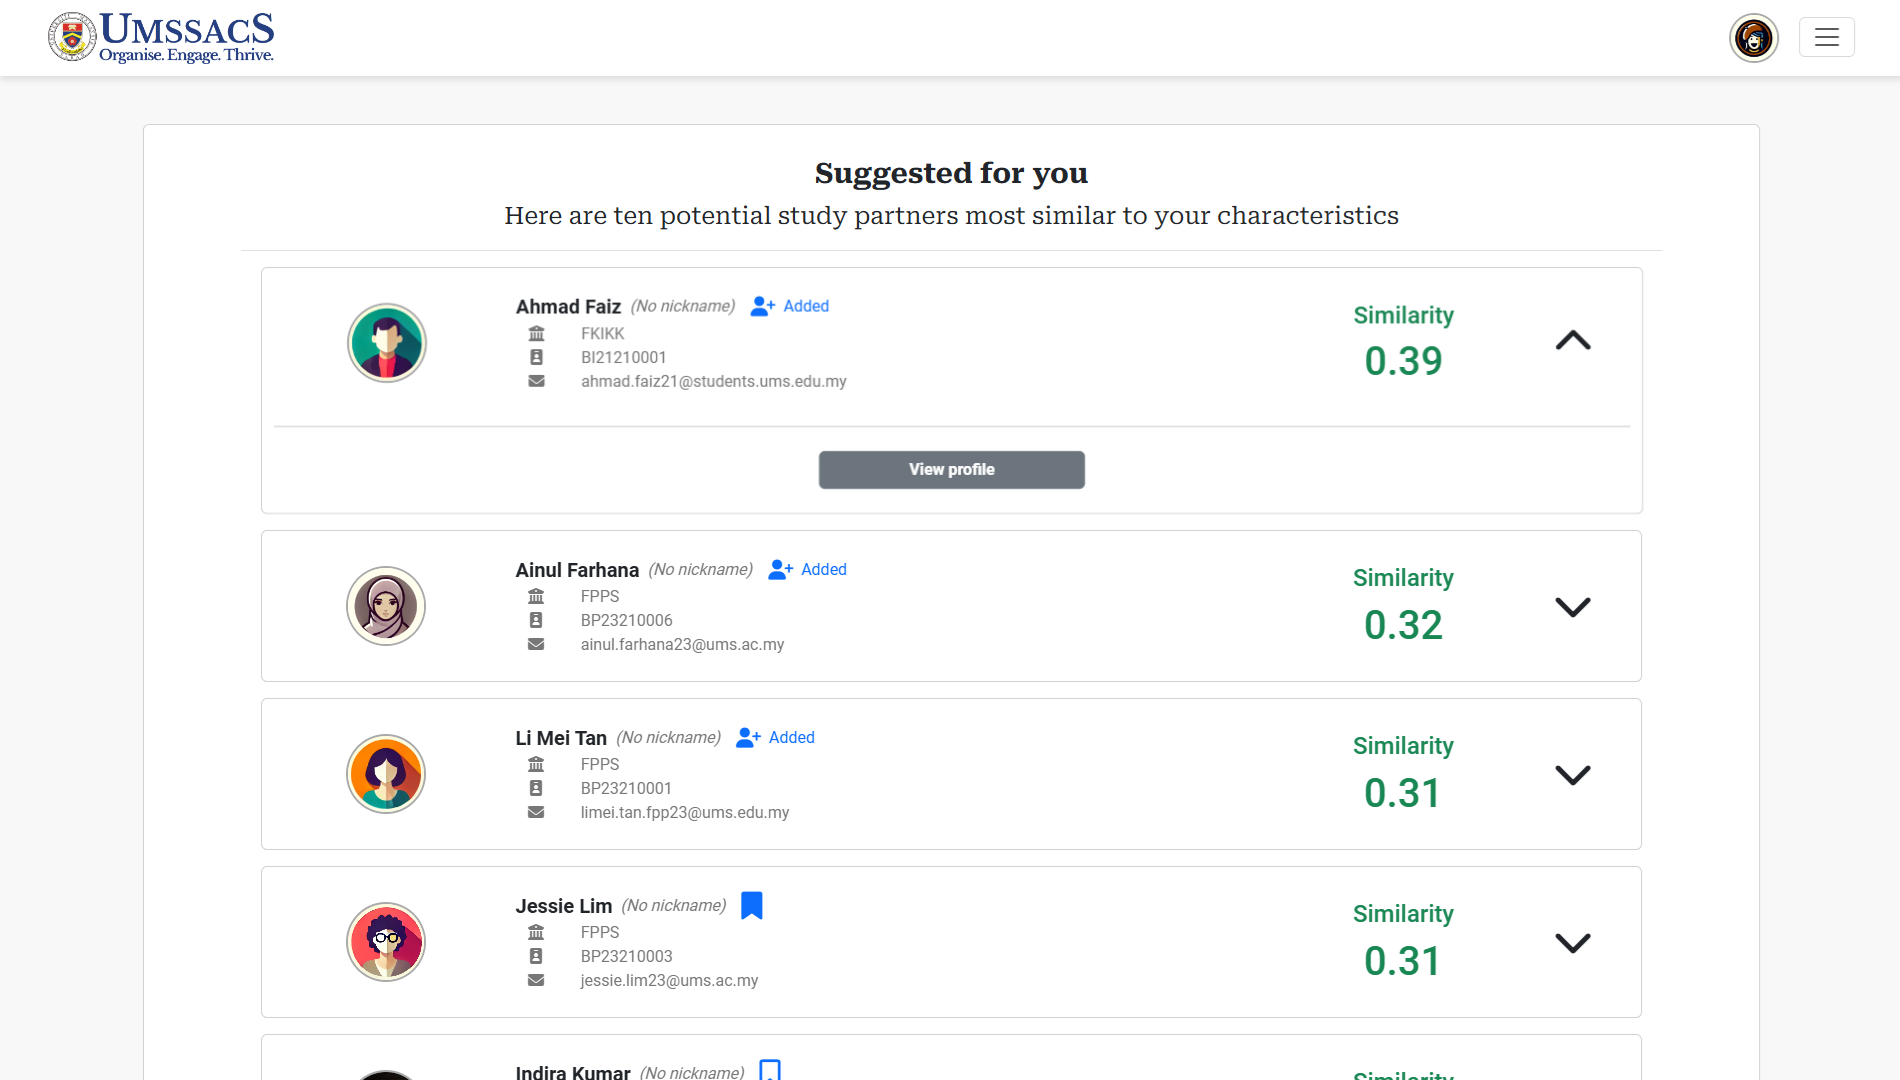 UMSSACS
Organise. Engage. Thrive.
Suggested for you
Here are ten potential study partners most similar to your characteristics
Ahmad Faiz (No nickname) Added
FKIKK
BI21210001
ahmad.faiz21@students.ums.edu.my
Similarity
0.39
View profile
Ainul Farhana (No nickname) Added
FPPS
BP23210006
ainul.farhana23@ums.ac.my
Similarity
0.32
Li Mei Tan (No nickname) Added
FPPS
BP23210001
limei.tan.fpp23@ums.edu.my
Similarity
0.31
Jessie Lim (No nickname)
FPPS
BP23210003
jessie.lim23@ums.ac.my
Similarity
0.31
Indira Kumar (No nickname)
Similarity